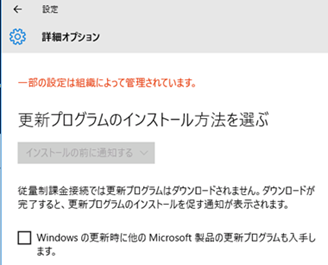 設定
詳細オプション
一部の設定は組織によって管理されています。
更新プログラムのインストール方法を選ぶ
インストールの前に通知する
従量制課金接続では更新プログラムはダウンロードされません。ダウンロードが
完了すると、更新プログラムのインストールを促す通知が表示されます。
Windows の更新時に他の Microsoft 製品の更新プログラムも入手し
ます。